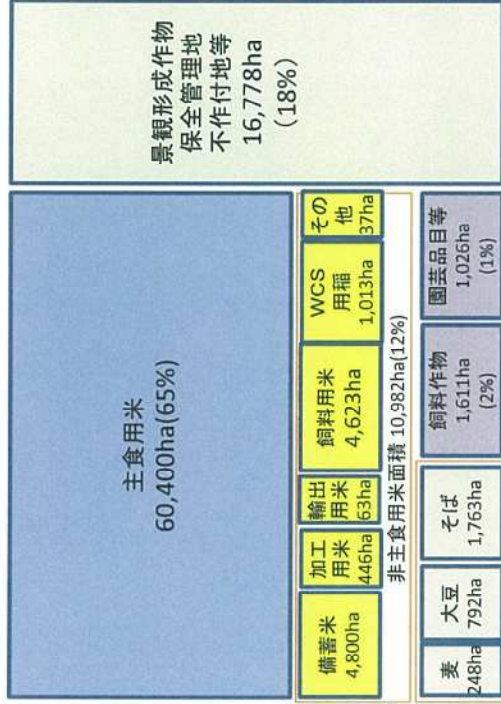 主食用米
60,400ha(65%)
景観形成作物
保全管理地
不作付地等
16,778ha
(18%)
備蓄米
4,800ha
加工
用米
446ha
輸出
用米
63ha
飼料用米
4,623ha
WCS
用稲
1,013ha
その
他
37ha
非主食用米面積 10,982ha(12%)
麦
248ha
大豆
792ha
そば
1,763ha
飼料作物
1,611ha
(2%)
園芸品目等
1,026ha
(1%)